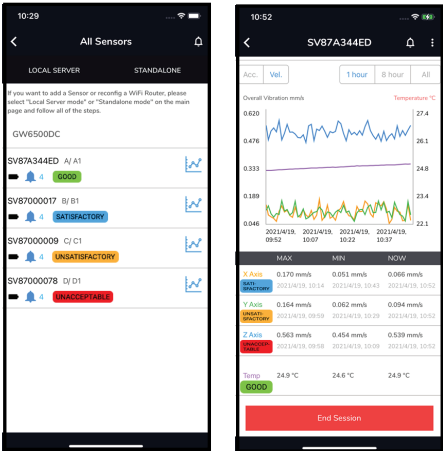 10:29
All Sensors
LOCAL SERVER STANDALONE
If you want to add a Sensor or reconfig a WiFi Router, please
select "Local Server mode" or "Standalone mode" on the main
page and follow all of the steps.
GW6500DC
SV87A344ED A/ A1
4 GOOD
SV87000017 B/ B1
4 SATISFACTORY
SV87000009 C/ C1
4 UNSATISFACTORY
SV87000078 D/ D1
4 UNACCEPTABLE
10:52
SV87A344ED
Acc. Vel. 1 hour 8 hour All
Overall Vibration mm/s Temperature °C
0.620 27.4
0.476 26.1
0.333 24.8
0.189 23.4
0.046 22.1
2021/4/19, 2021/4/19, 2021/4/19, 2021/4/19,
09:52 10:07 10:22 10:37
MAX MIN NOW
X Axis 0.170 mm/s 0.051 mm/s 0.066 mm/s
SATI-
SFACTORY 2021/4/19, 10:14 2021/4/19, 10:43 2021/4/19, 10:52
Y Axis 0.164 mm/s 0.062 mm/s 0.094 mm/s
UNSATI-
SFACTORY 2021/4/19, 09:59 2021/4/19, 10:29 2021/4/19, 10:52
Z Axis 0.563 mm/s 0.454 mm/s 0.539 mm/s
UNACCEP-
TABLE 2021/4/19, 09:58 2021/4/19, 10:09 2021/4/19, 10:52
Temp 24.9 °C 24.6 °C 24.9 °C
GOOD
End Session